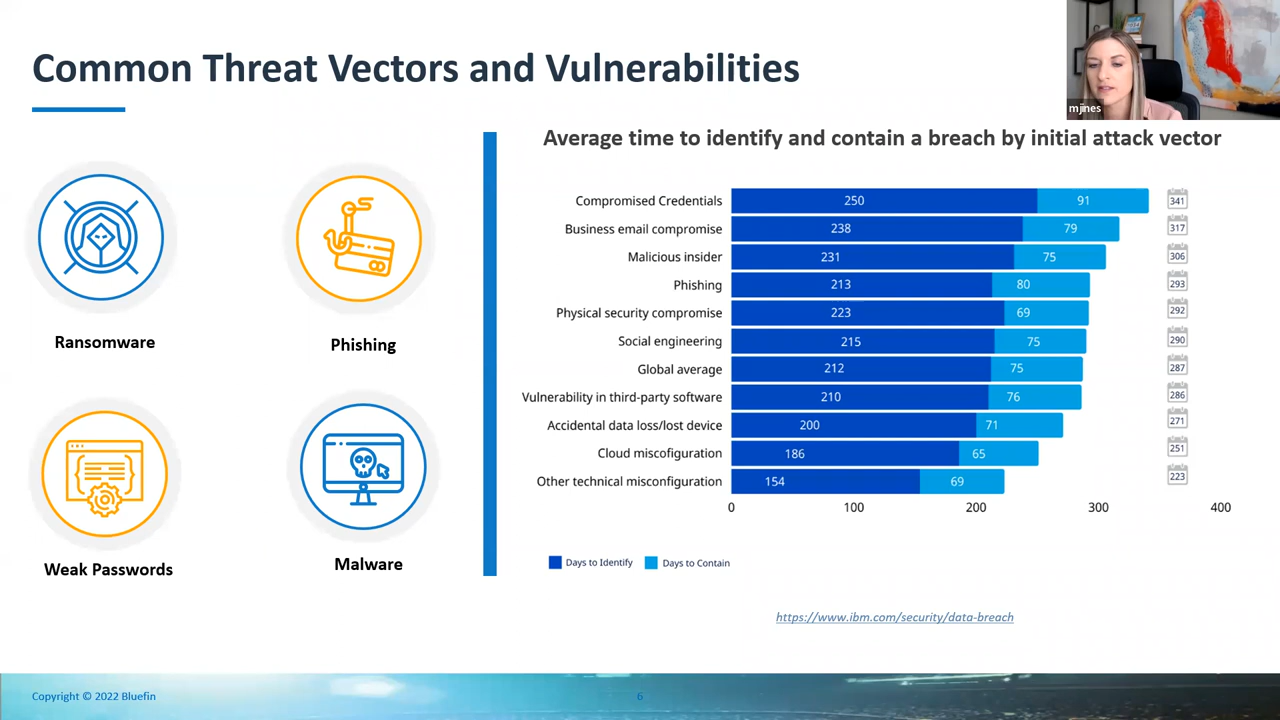 Common Threat Vectors and Vulnerabilities
mjines
Ransomware
Phishing
Weak Passwords
Malware
Average time to identify and contain a breach by initial attack vector
Compromised Credentials 250 91 341
Business email compromise 238 79 317
Malicious insider 231 75 306
Phishing 213 80 293
Physical security compromise 223 69 292
Social engineering 215 75 290
Global average 212 75 287
Vulnerability in third-party software 210 76 286
Accidental data loss/lost device 200 71 271
Cloud misconfiguration 186 65 251
Other technical misconfiguration 154 69 223
0 100 200 300 400
Days to Identify Days to Contain
https://www.ibm.com/security/data-breach
Copyright © 2022 Bluefin
6